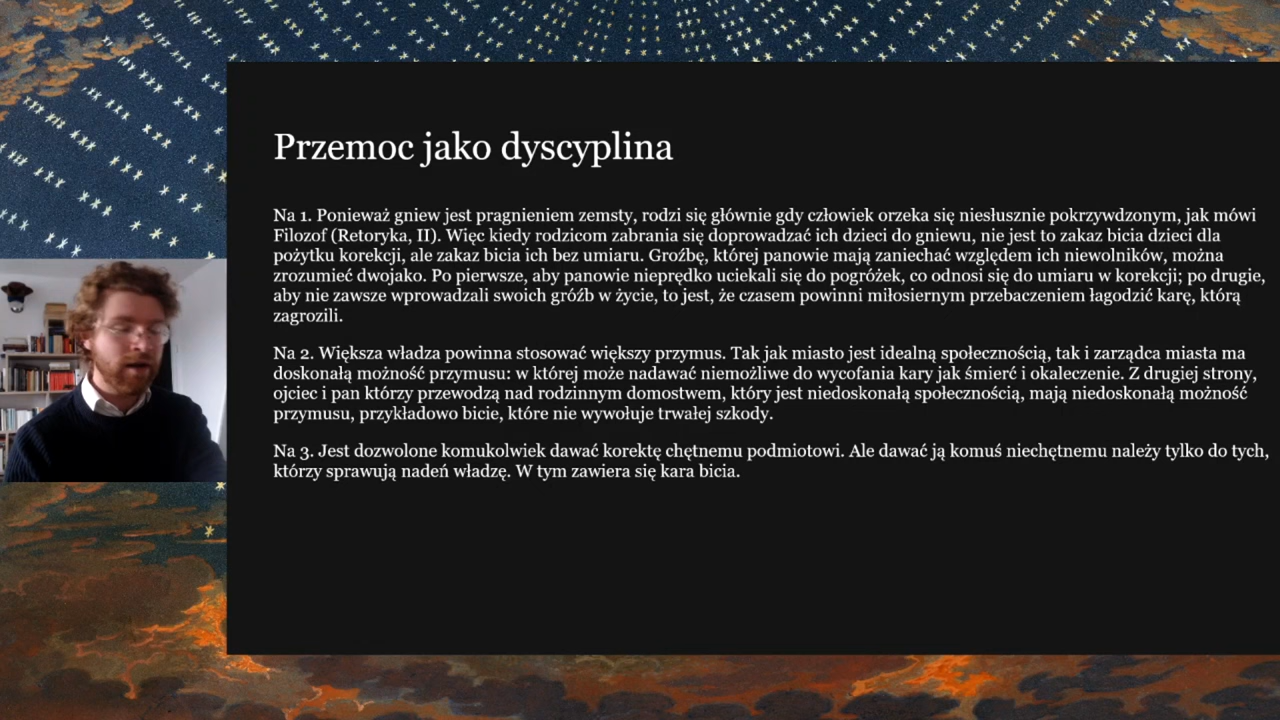 Przemoc jako dyscyplina
Na 1. Ponieważ gniew jest pragnieniem zemsty, rodzi się głównie gdy człowiek orzeka się niesłusznie pokrzywdzonym, jak mówi
Filozof (Retoryka, II). Więc kiedy rodzicom zabrania się doprowadzać ich dzieci do gniewu, nie jest to zakaz bicia dzieci dla
pożytku korekcji, ale zakaz bicia ich bez umiaru. Groźbę, której panowie mają zaniechać względem ich niewolników, można
zrozumieć dwojako. Po pierwsze, aby panowie nieprędko uciekali się do pogróżek, co odnosi się do umiaru w korekcji; po drugie,
aby nie zawsze wprowadzali swoich gróźb w życie, to jest, że czasem powinni miłosiernym przebaczeniem łagodzić karę, którą
zagrozili.
Na 2. Większa władza powinna stosować większy przymus. Tak jak miasto jest idealną społecznością, tak i zarządca miasta ma
doskonałą możność przymusu: w której może nadawać niemożliwe do wycofania kary jak śmierć i okaleczenie. Z drugiej strony,
ojciec i pan którzy przewodzą nad rodzinnym domostwem, który jest niedoskonałą społecznością, mają niedoskonałą możność
przymusu, przykładowo bicie, które nie wywołuje trwałej szkody.
Na 3. Jest dozwolone komukolwiek dawać korektę chętnemu podmiotowi. Ale dawać ją komuś niechętnemu należy tylko do tych,
którzy sprawują nadeń władzę. W tym zawiera się kara bicia.